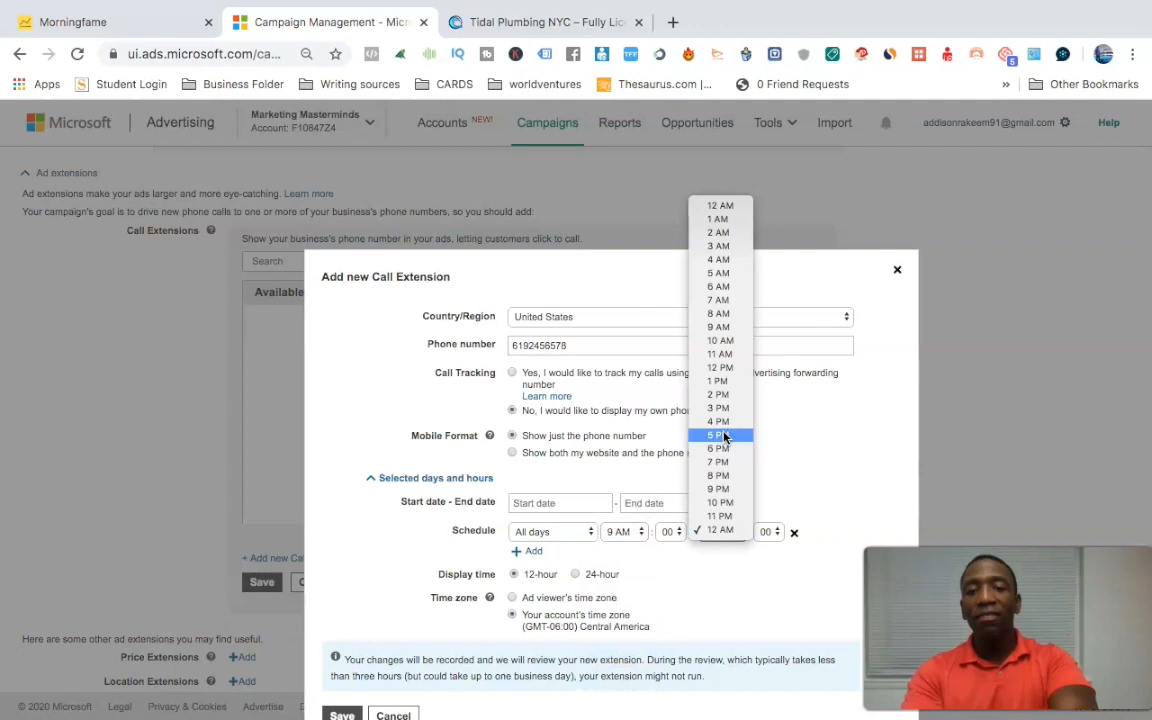 Morningfame
Campaign Management - Micr
Tidal Plumbing NYC – Fully Lic
ui.ads.microsoft.com/ca...
IQ
TFF
5
Apps
Student Login
Business Folder
Writing sources
CARDS
worldventures
Thesaurus.com |...
0 Friend Requests
»
Other Bookmarks
Microsoft
Advertising
Marketing Masterminds
Account: F10847Z4
Accounts NEW!
Campaigns
Reports
Opportunities
Tools
Import
addisonrakeem91@gmail.com
Help
Ad extensions
Ad extensions make your ads larger and more eye-catching. Learn more
Your campaign's goal is to drive new phone calls to one or more of your business's phone numbers, so you should add:
Call Extensions
Show your business's phone number in your ads, letting customers click to call.
Search
Available
+ Add new Ca
Save
C
Here are some other ad extensions you may find useful.
Price Extensions
+Add
Location Extensions
+Add
© 2020 Microsoft
Legal
Privacy & Cookies
Advertise
Add new Call Extension
Country/Region
United States
Phone number
6192456578
Call Tracking
Yes, I would like to track my calls using
dvertising forwarding
number
Learn more
No, I would like to display my own pho
Mobile Format
Show just the phone number
Show both my website and the phone
Selected days and hours
Start date - End date
Start date
-
End date
Schedule
All days
9 AM
:
00
00
+ Add
Display time
12-hour
24-hour
Time zone
Ad viewer's time zone
Your account's time zone
(GMT-06:00) Central America
Your changes will be recorded and we will review your new extension. During the review, which typically takes less
than three hours (but could take up to one business day), your extension might not run.
Save
Cancel
12 AM
1 AM
2 AM
3 AM
4 AM
5 AM
6 AM
7 AM
8 AM
9 AM
10 AM
11 AM
12 PM
1 PM
2 PM
3 PM
4 PM
5 PM
6 PM
7 PM
8 PM
9 PM
10 PM
11 PM
12 AM